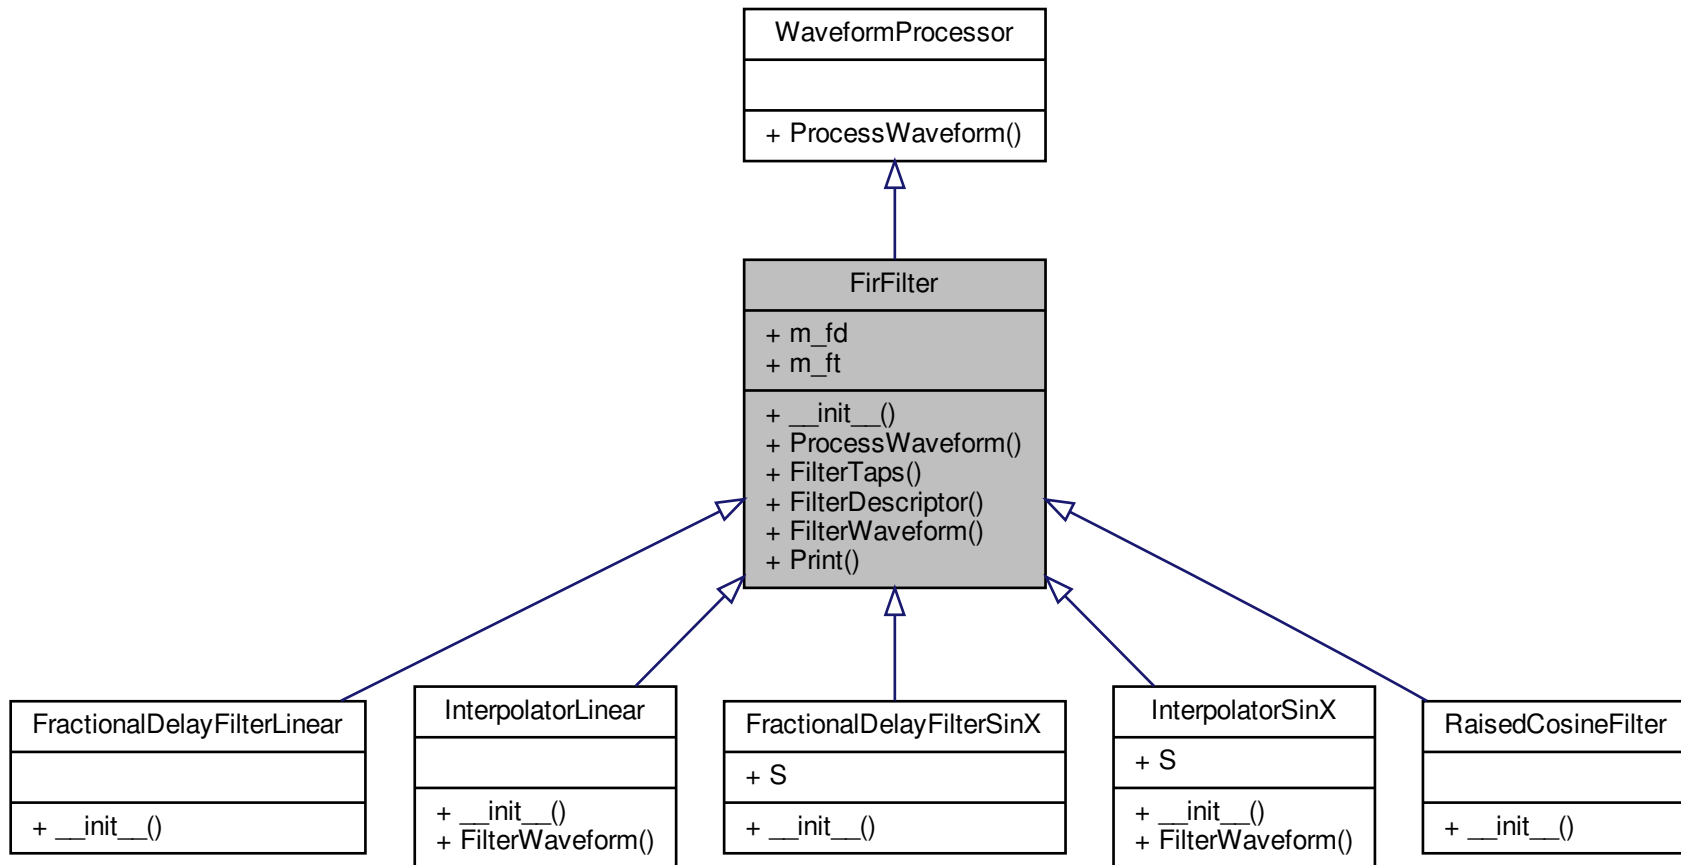 WaveformProcessor
+ ProcessWaveform()
FirFilter
+ m_fd
+ m_ft
+ __init__()
+ ProcessWaveform()
+ FilterTaps()
+ FilterDescriptor()
+ FilterWaveform()
+ Print()
FractionalDelayFilterLinear
+ __init__()
InterpolatorLinear
+ __init__()
+ FilterWaveform()
FractionalDelayFilterSinX
+ S
+ __init__()
InterpolatorSinX
+ S
+ __init__()
+ FilterWaveform()
RaisedCosineFilter
+ __init__()